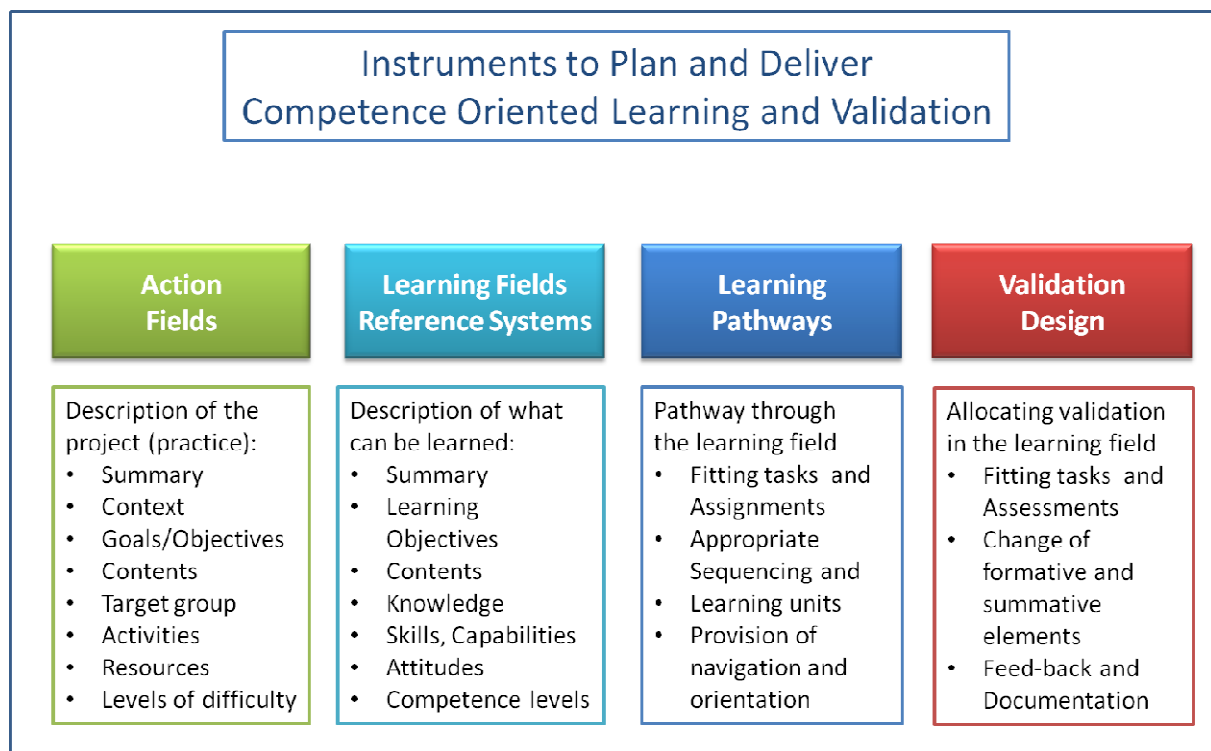 Instruments to Plan and Deliver
Competence Oriented Learning and Validation
Action
Fields
Description of the
project (practice):
• Summary
• Context
• Goals/Objectives
• Contents
• Target group
• Activities
• Resources
• Levels of difficulty
Learning Fields
Reference Systems
Description of what
can be learned:
• Summary
• Learning
Objectives
• Contents
• Knowledge
• Skills, Capabilities
• Attitudes
• Competence levels
Learning
Pathways
Pathway through
the learning field
• Fitting tasks and
Assignments
• Appropriate
Sequencing and
• Learning units
• Provision of
navigation and
orientation
Validation
Design
Allocating validation
in the learning field
• Fitting tasks and
Assessments
• Change of
formative and
summative
elements
• Feed-back and
Documentation